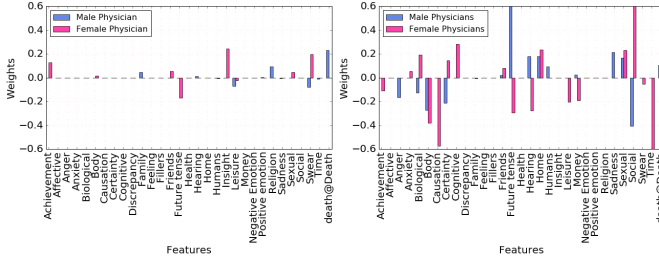 0.6
0.4
0.2
0.0
−0.2
−0.4
−0.6
Weights
Male Physician
Female Physician
Achievement
Affective
Anger
Anxiety
Biological
Body
Causation
Certainty
Cognitive
Discrepancy
Family
Feeling
Fillers
Friends
Future tense
Health
Hearing
Home
Humans
Insight
Leisure
Money
Negative Emotion
Positive emotion
Religion
Sadness
Sexual
Social
Swear
Time
death@Death
Features
0.6
0.4
0.2
0.0
−0.2
−0.4
−0.6
Weights
Male Physicians
Female Physicians
Achievement
Affective
Anger
Anxiety
Biological
Body
Causation
Certainty
Cognitive
Discrepancy
Family
Feeling
Fillers
Friends
Future tense
Health
Hearing
Home
Humans
Insight
Leisure
Money
Negative Emotion
Positive emotion
Religion
Sadness
Sexual
Social
Swear
Time
Features